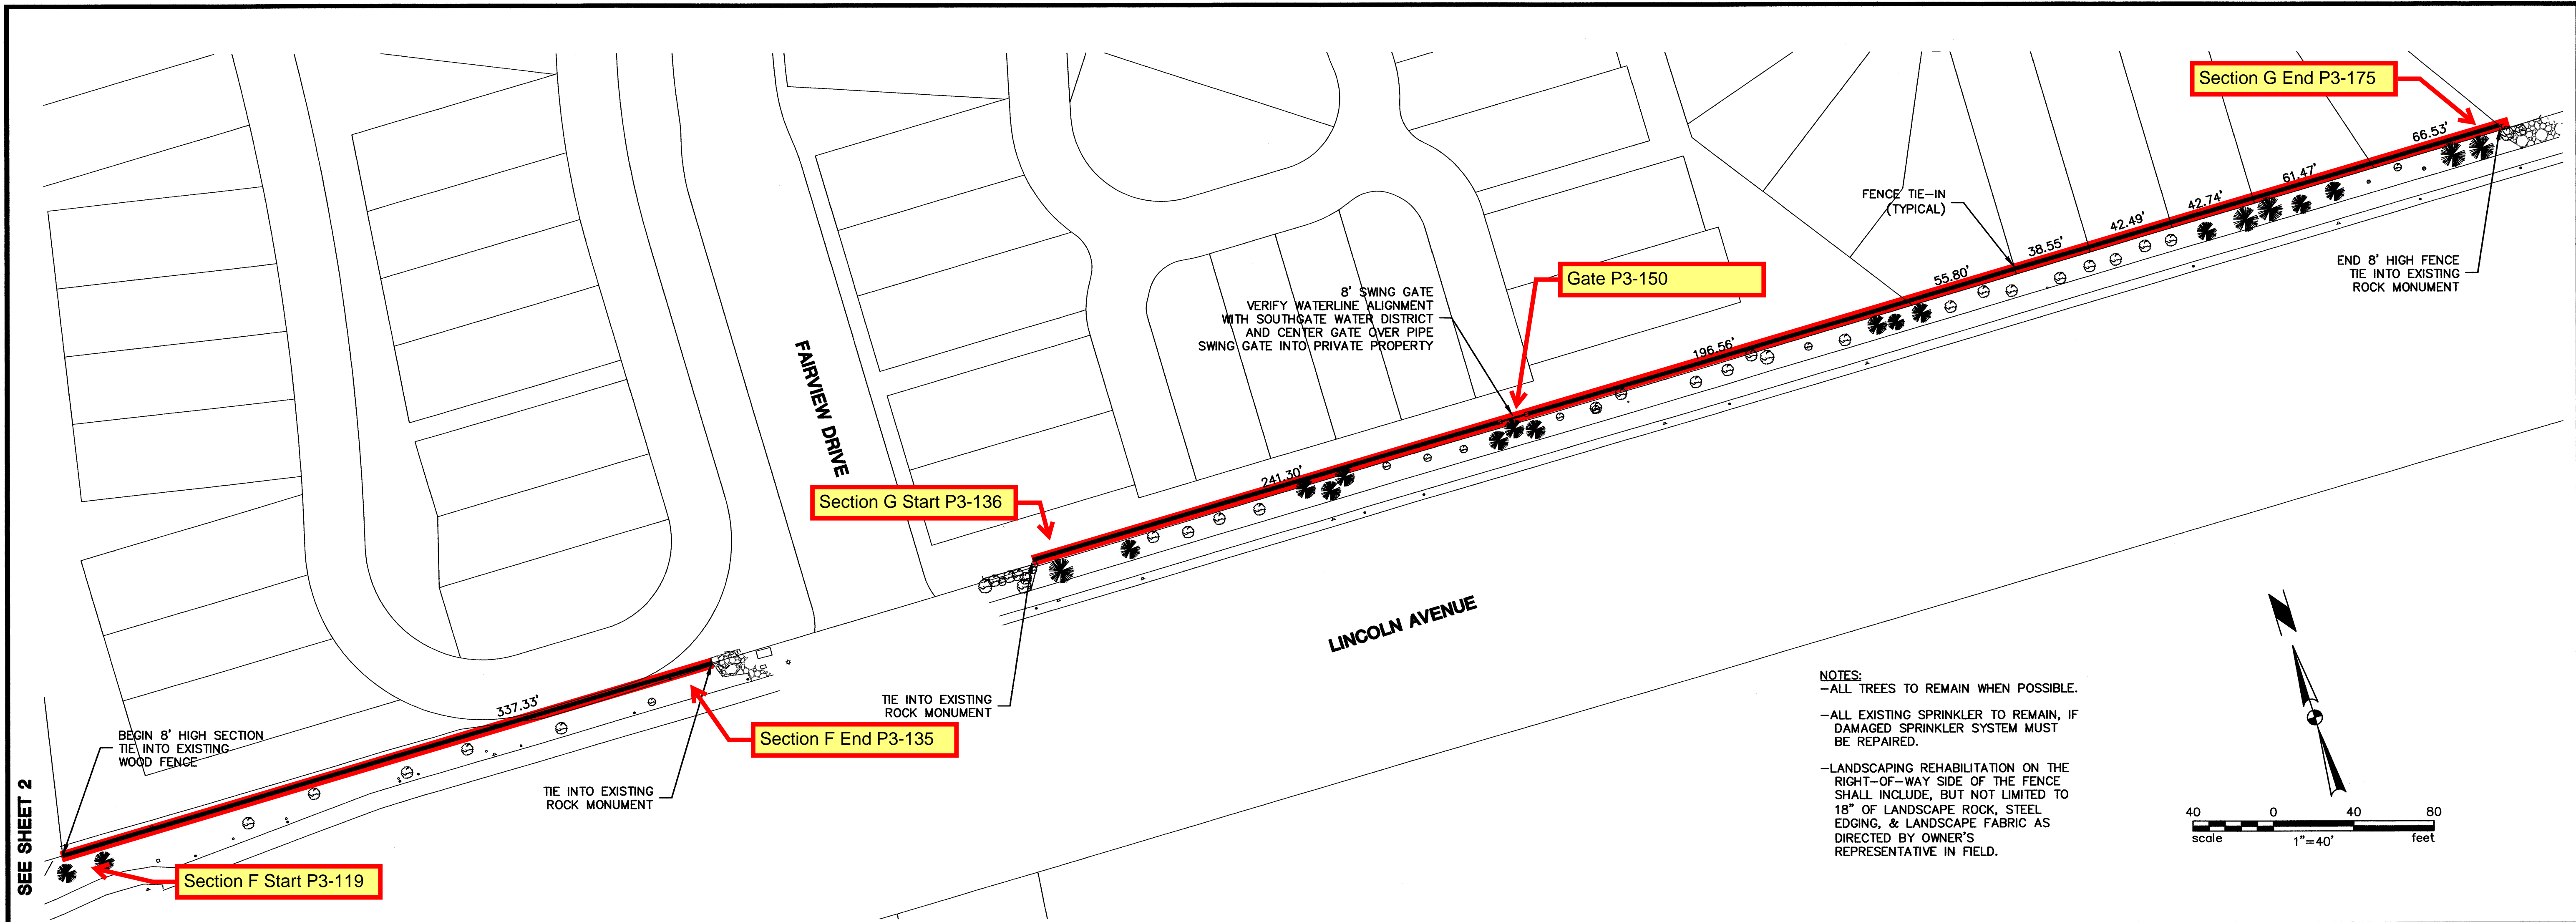 Section G End P3-175
66.53'
61.47'
42.74'
42.49'
38.55'
55.80'
FENCE TIE-IN
(TYPICAL)
END 8' HIGH FENCE
TIE INTO EXISTING
ROCK MONUMENT
Gate P3-150
8' SWING GATE
VERIFY WATERLINE ALIGNMENT
WITH SOUTHGATE WATER DISTRICT
AND CENTER GATE OVER PIPE
SWING GATE INTO PRIVATE PROPERTY
196.56'
FAIRVIEW DRIVE
241.30'
Section G Start P3-136
LINCOLN AVENUE
TIE INTO EXISTING
ROCK MONUMENT
337.33'
Section F End P3-135
BEGIN 8' HIGH SECTION
TIE INTO EXISTING
WOOD FENCE
TIE INTO EXISTING
ROCK MONUMENT
SEE SHEET 2
Section F Start P3-119
NOTES:
-ALL TREES TO REMAIN WHEN POSSIBLE.
-ALL EXISTING SPRINKLER TO REMAIN, IF
DAMAGED SPRINKLER SYSTEM MUST
BE REPAIRED.
-LANDSCAPING REHABILITATION ON THE
RIGHT-OF-WAY SIDE OF THE FENCE
SHALL INCLUDE, BUT NOT LIMITED TO
18" OF LANDSCAPE ROCK, STEEL
EDGING, & LANDSCAPE FABRIC AS
DIRECTED BY OWNER'S
REPRESENTATIVE IN FIELD.
N
40 0 40 80
scale 1"=40' feet